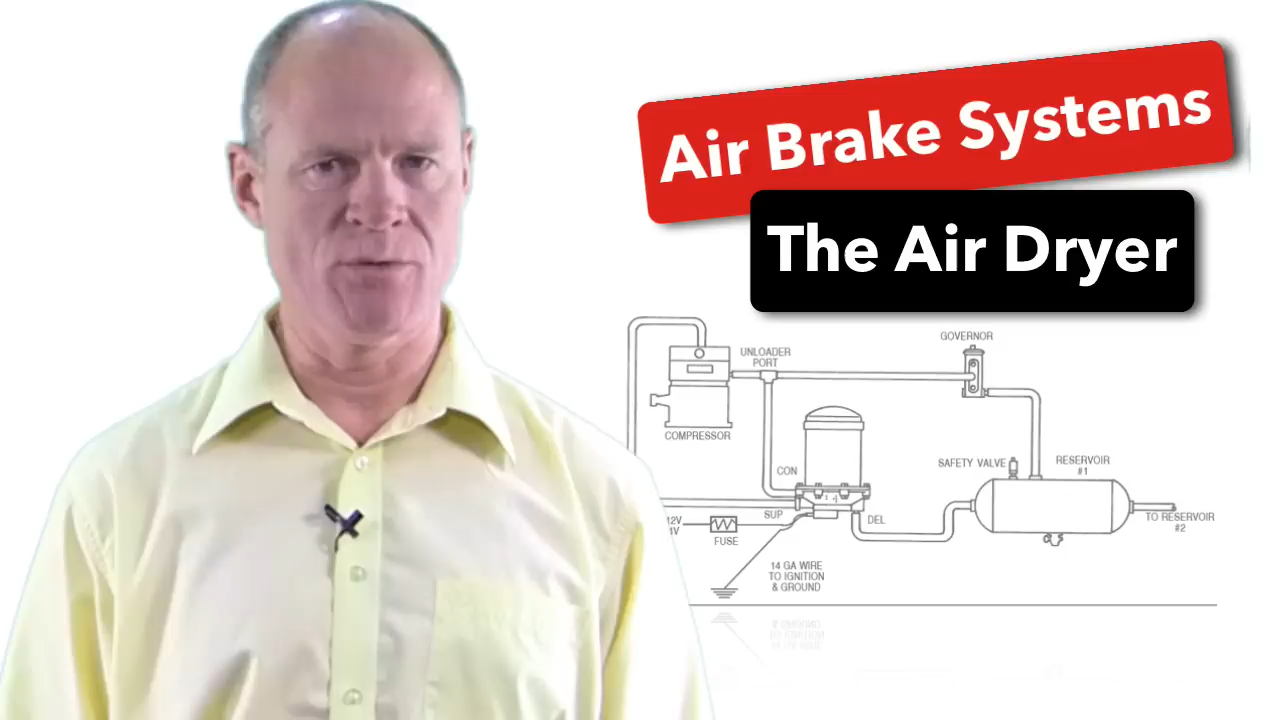 Air Brake Systems
The Air Dryer
GOVERNOR
UNLOADER
PORT
COMPRESSOR
CON
SAFETY VALVE
RESERVOIR
#1
SUP
DEL
TO RESERVOIR
#2
12V
FUSE
14 GA WIRE
TO IGNITION
& GROUND